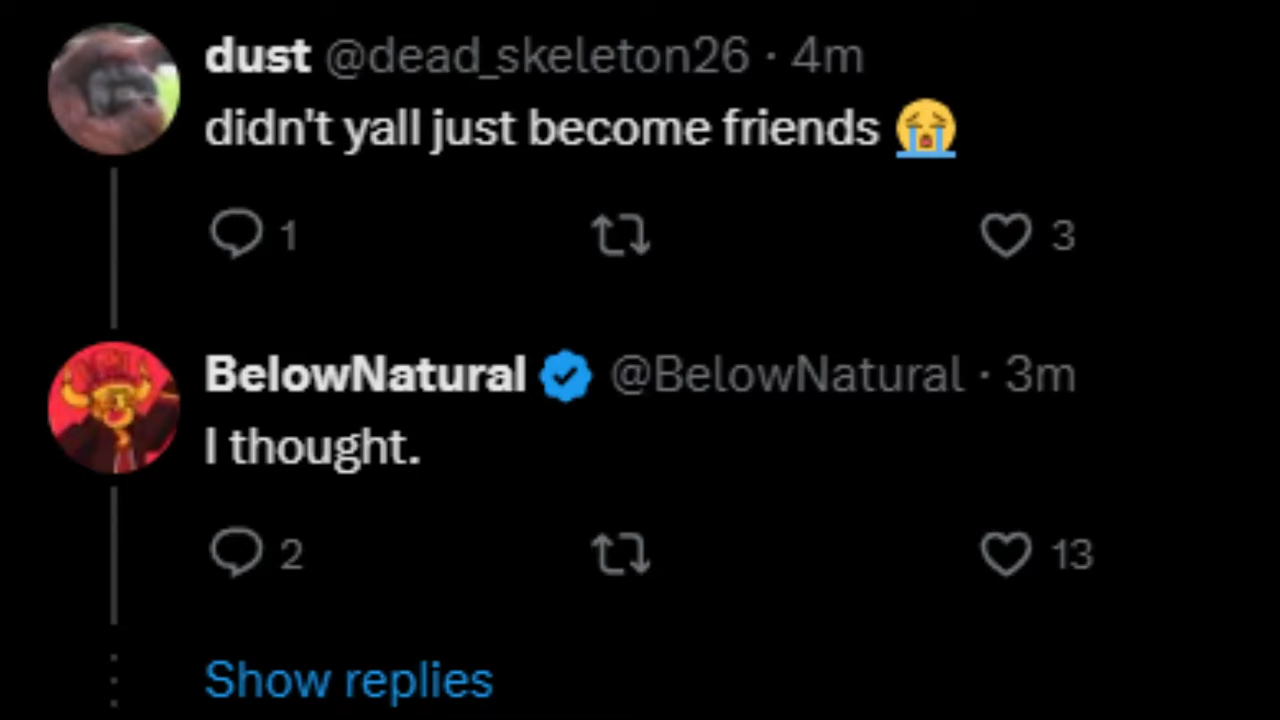 dust @dead_skeleton26 · 4m
didn't yall just become friends 😭
1 3
BelowNatural @BelowNatural · 3m
I thought.
2 13
Show replies